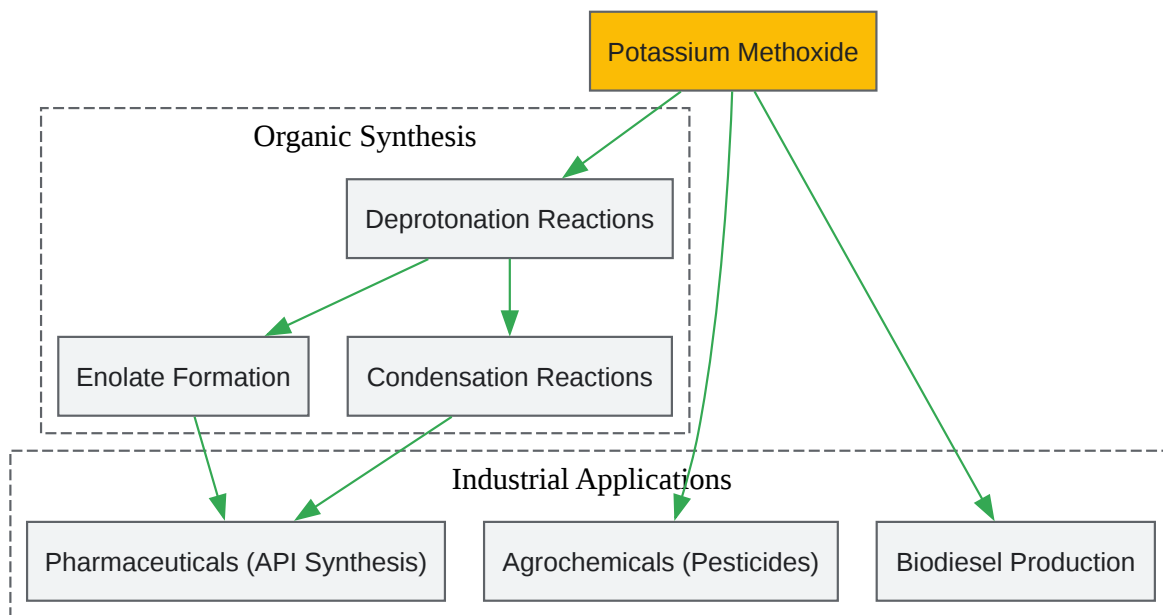 Potassium Methoxide
Organic Synthesis
Deprotonation Reactions
Enolate Formation
Condensation Reactions
Industrial Applications
Pharmaceuticals (API Synthesis)
Agrochemicals (Pesticides)
Biodiesel Production